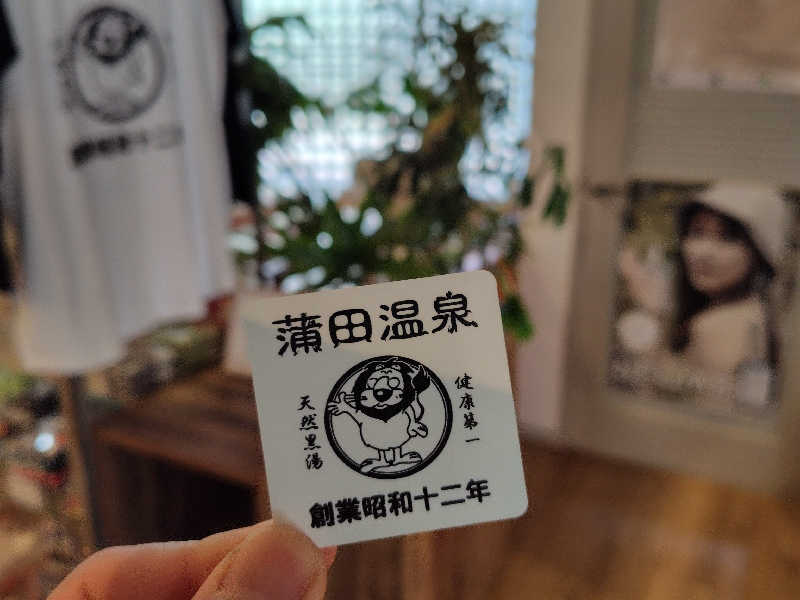 蒲田温泉
天然黒湯
健康第一
創業昭和十二年